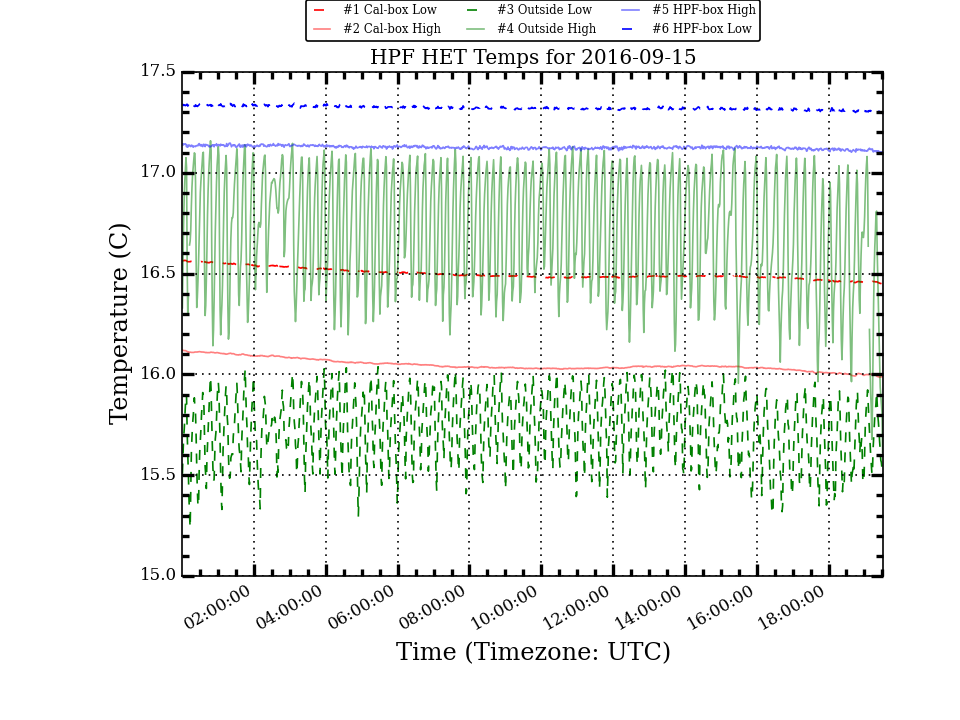 #1 Cal-box Low #3 Outside Low #5 HPF-box High
#2 Cal-box High #4 Outside High #6 HPF-box Low
HPF HET Temps for 2016-09-15
17.5
17.0
16.5
16.0
15.5
15.0
Temperature (C)
02:00:00 04:00:00 06:00:00 08:00:00 10:00:00 12:00:00 14:00:00 16:00:00 18:00:00
Time (Timezone: UTC)